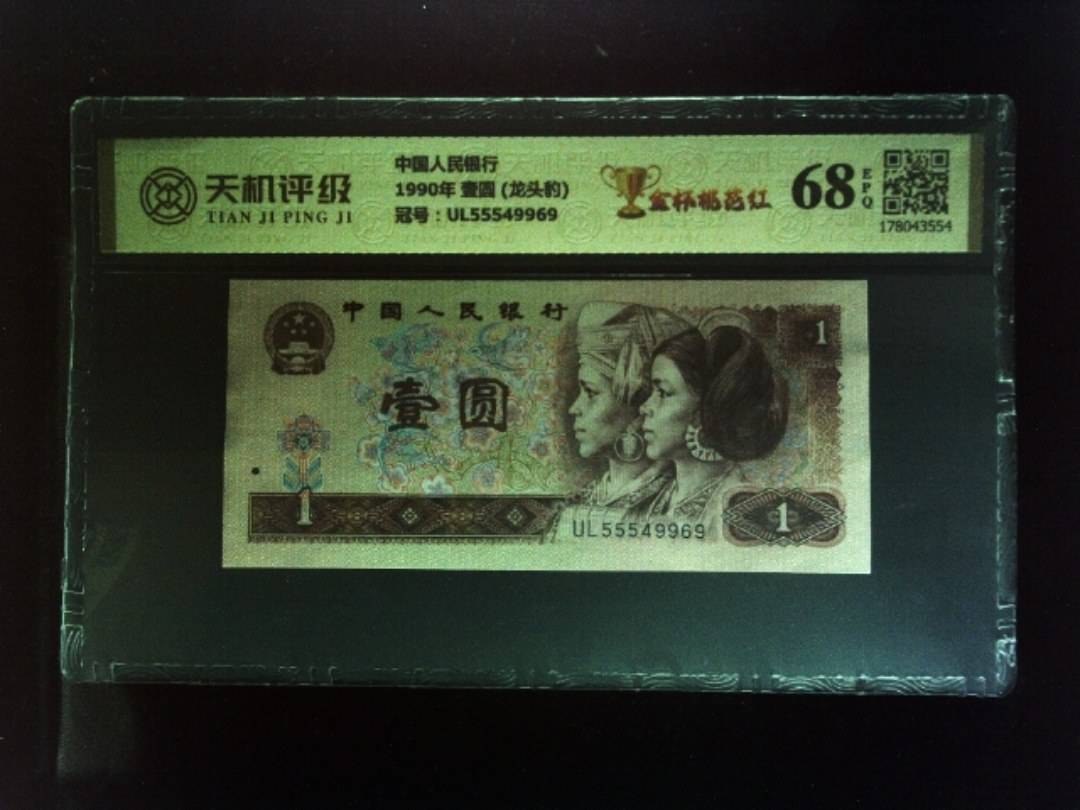 天机评级
TIAN JI PING JI
中国人民银行
1990年 壹圆 (龙头豹)
冠号：UL55549969
金杯桃花红
68
EPQ
178043554
中国人民银行
1
壹圆
1
UL55549969
1